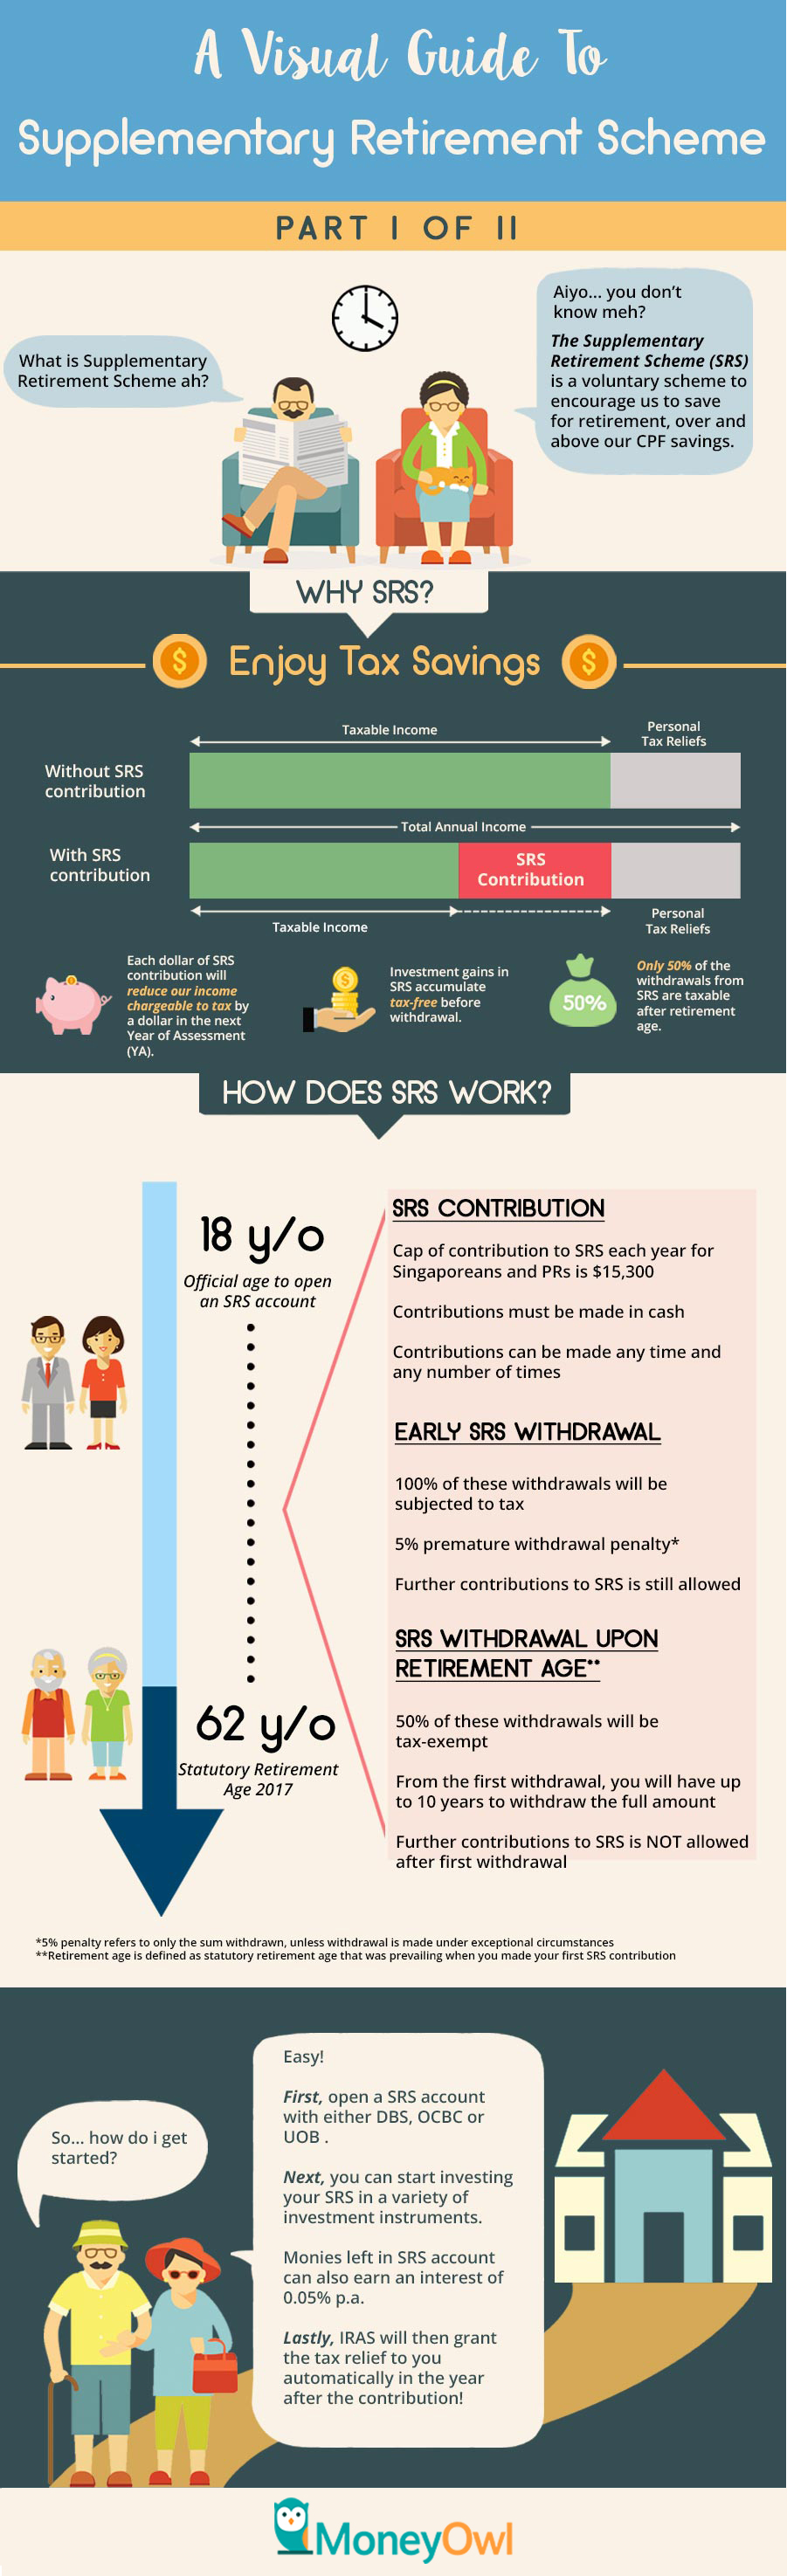 A Visual Guide To
Supplementary Retirement Scheme
PART I OF II
What is Supplementary
Retirement Scheme ah?
Aiyo... you don't
know meh?
The Supplementary
Retirement Scheme (SRS)
is a voluntary scheme to
encourage us to save
for retirement, over and
above our CPF savings.
WHY SRS?
$ Enjoy Tax Savings $
Taxable Income
Personal
Tax Reliefs
Without SRS
contribution
Total Annual Income
With SRS
contribution
SRS
Contribution
Taxable Income
Personal
Tax Reliefs
Each dollar of SRS
contribution will
reduce our income
chargeable to tax by
a dollar in the next
Year of Assessment
(YA).
$
Investment gains in
SRS accumulate
tax-free before
withdrawal.
50%
Only 50% of the
withdrawals from
SRS are taxable
after retirement
age.
HOW DOES SRS WORK?
18 y/o
Official age to open
an SRS account
62 y/o
Statutory Retirement
Age 2017
SRS CONTRIBUTION
Cap of contribution to SRS each year for
Singaporeans and PRs is $15,300
Contributions must be made in cash
Contributions can be made any time and
any number of times
EARLY SRS WITHDRAWAL
100% of these withdrawals will be
subjected to tax
5% premature withdrawal penalty*
Further contributions to SRS is still allowed
SRS WITHDRAWAL UPON
RETIREMENT AGE**
50% of these withdrawals will be
tax-exempt
From the first withdrawal, you will have up
to 10 years to withdraw the full amount
Further contributions to SRS is NOT allowed
after first withdrawal
*5% penalty refers to only the sum withdrawn, unless withdrawal is made under exceptional circumstances
**Retirement age is defined as statutory retirement age that was prevailing when you made your first SRS contribution
So... how do i get
started?
Easy!
First, open a SRS account
with either DBS, OCBC or
UOB .
Next, you can start investing
your SRS in a variety of
investment instruments.
Monies left in SRS account
can also earn an interest of
0.05% p.a.
Lastly, IRAS will then grant
the tax relief to you
automatically in the year
after the contribution!
MoneyOwl